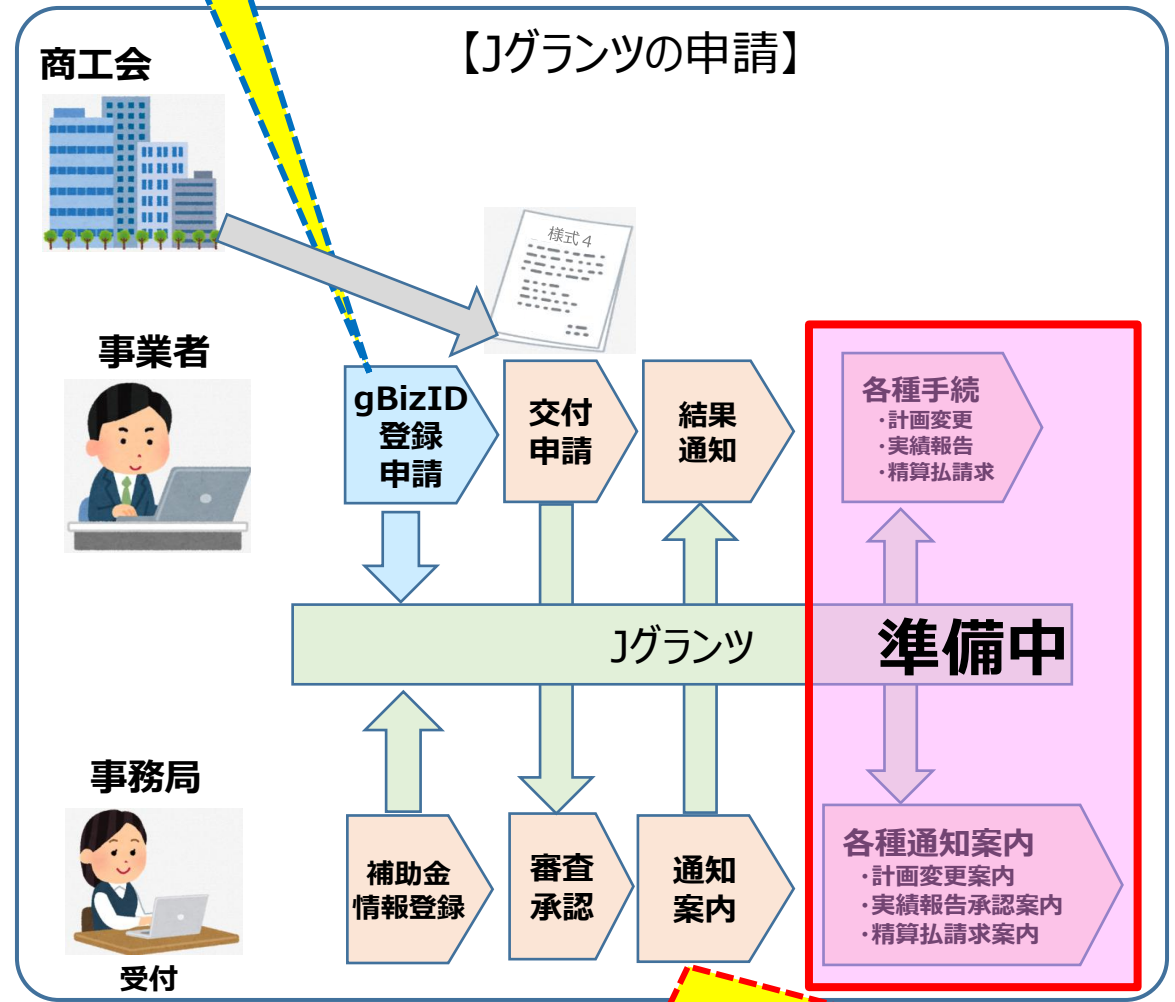 【Jグランツの申請】
商工会
様式４
事業者
gBizID
登録
申請
交付
申請
結果
通知
各種手続
・計画変更
・実績報告
・精算払請求
Jグランツ
準備中
事務局
受付
補助金
情報登録
審査
承認
通知
案内
各種通知案内
・計画変更案内
・実績報告承認案内
・精算払請求案内